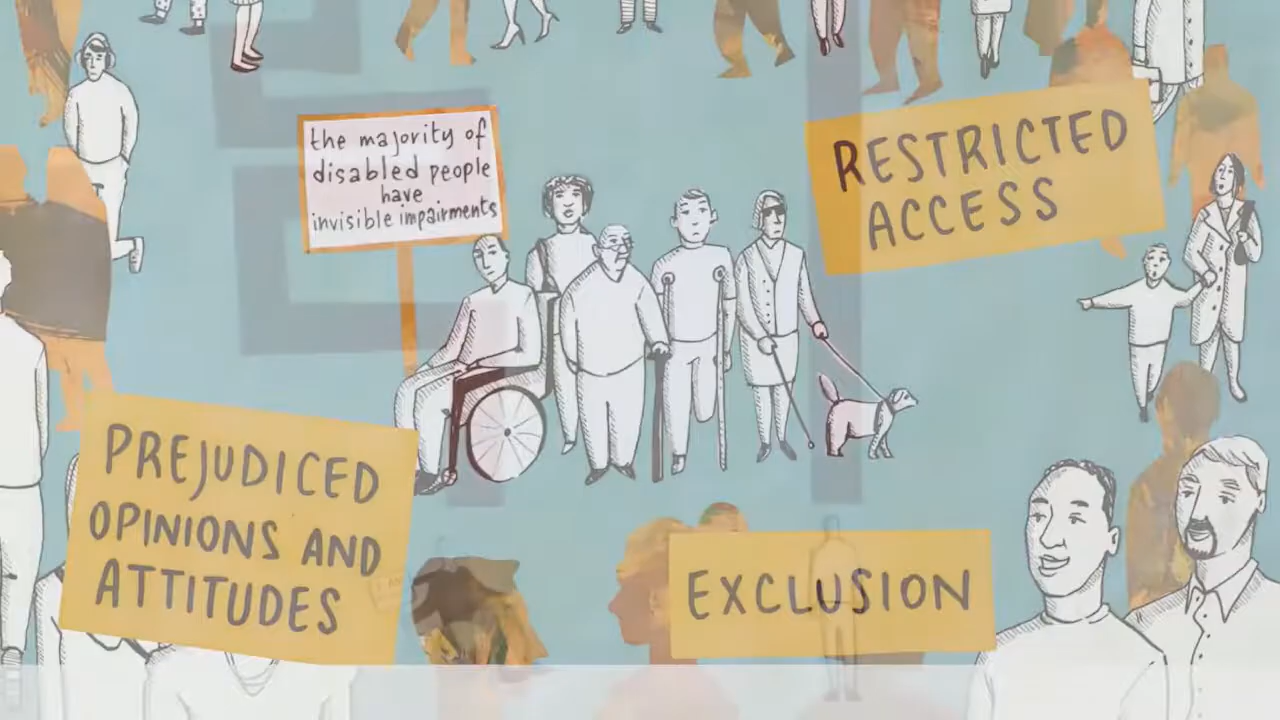 the majority of
disabled people
have
invisible impairments
RESTRICTED
ACCESS
PREJUDICED
OPINIONS AND
ATTITUDES
EXCLUSION